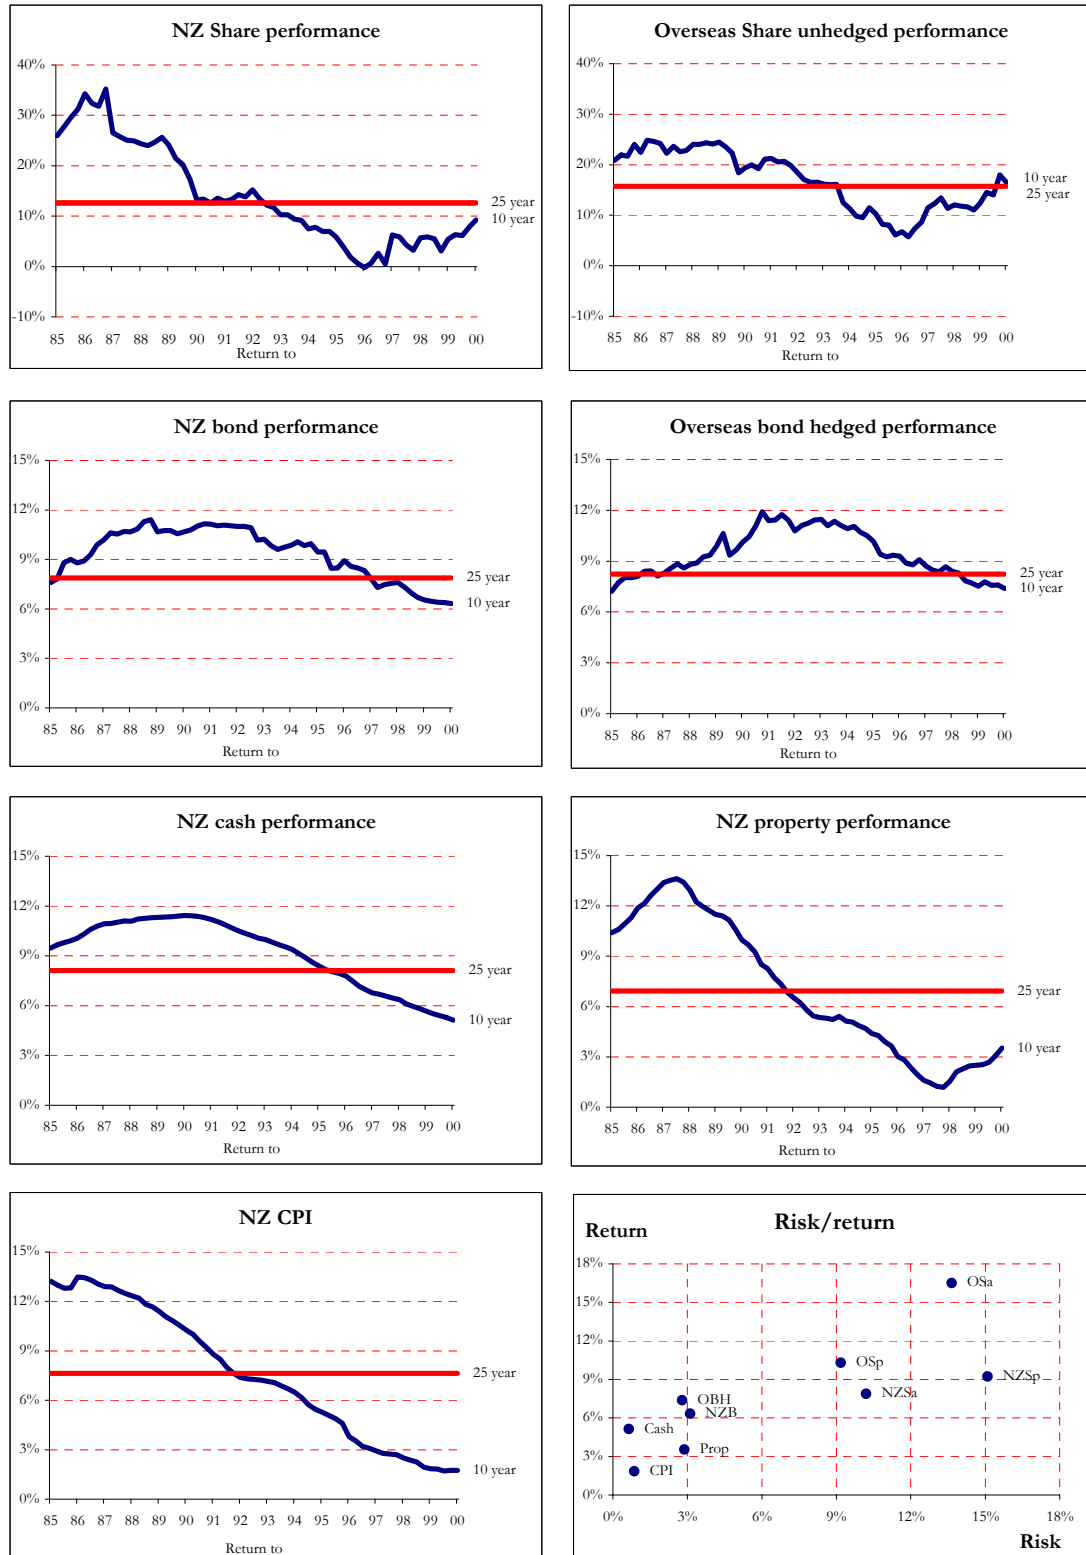 NZ Share performance
40%
30%
20%
10%
0%
-10%
25 year
10 year
85 86 87 88 89 90 91 92 93 94 95 96 97 98 99 00
Return to
Overseas Share unhedged performance
40%
30%
20%
10%
0%
-10%
10 year
25 year
85 86 87 88 89 90 91 92 93 94 95 96 97 98 99 00
Return to
NZ bond performance
15%
12%
9%
6%
3%
0%
25 year
10 year
85 86 87 88 89 90 91 92 93 94 95 96 97 98 99 00
Return to
Overseas bond hedged performance
15%
12%
9%
6%
3%
0%
25 year
10 year
85 86 87 88 89 90 91 92 93 94 95 96 97 98 99 00
Return to
NZ cash performance
15%
12%
9%
6%
3%
0%
25 year
10 year
85 86 87 88 89 90 91 92 93 94 95 96 97 98 99 00
Return to
NZ property performance
15%
12%
9%
6%
3%
0%
25 year
10 year
85 86 87 88 89 90 91 92 93 94 95 96 97 98 99 00
Return to
NZ CPI
15%
12%
9%
6%
3%
0%
25 year
10 year
85 86 87 88 89 90 91 92 93 94 95 96 97 98 99 00
Return to
Risk/return
Return
18%
15%
12%
9%
6%
3%
0%
OSa
OSp
NZSp
NZSa
OBH
NZB
Cash
Prop
CPI
0% 3% 6% 9% 12% 15% 18%
Risk